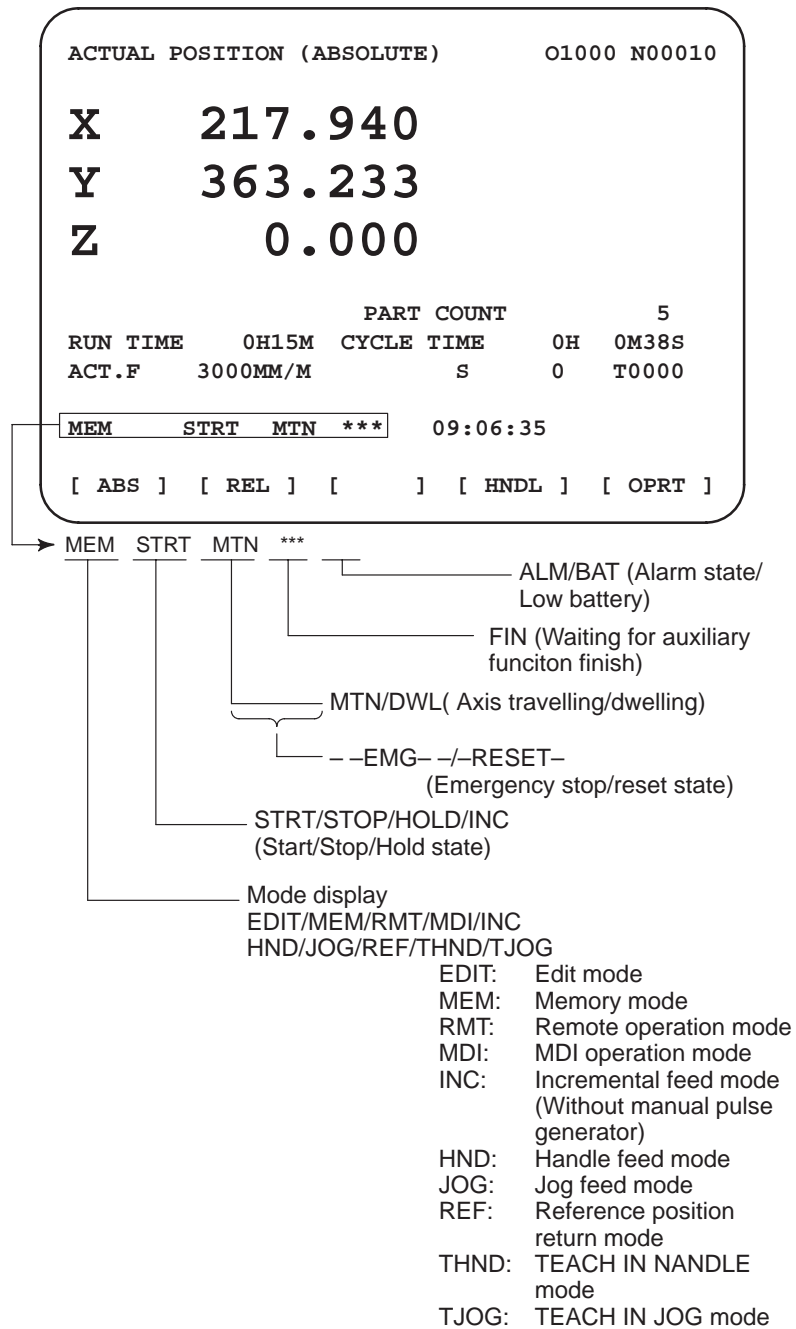 ACTUAL POSITION (ABSOLUTE) O1000 N00010
X 217.940
Y 363.233
Z 0.000
PART COUNT 5
RUN TIME 0H15M CYCLE TIME 0H 0M38S
ACT.F 3000MM/M S 0 T0000
MEM STRT MTN *** 09:06:35
[ ABS ] [ REL ] [ ] [ HNDL ] [ OPRT ]
MEM STRT MTN ***
ALM/BAT (Alarm state/
Low battery)
FIN (Waiting for auxiliary
funciton finish)
MTN/DWL( Axis travelling/dwelling)
– –EMG– –/–RESET–
(Emergency stop/reset state)
STRT/STOP/HOLD/INC
(Start/Stop/Hold state)
Mode display
EDIT/MEM/RMT/MDI/INC
HND/JOG/REF/THND/TJOG
EDIT: Edit mode
MEM: Memory mode
RMT: Remote operation mode
MDI: MDI operation mode
INC: Incremental feed mode
(Without manual pulse
generator)
HND: Handle feed mode
JOG: Jog feed mode
REF: Reference position
return mode
THND: TEACH IN NANDLE
mode
TJOG: TEACH IN JOG mode